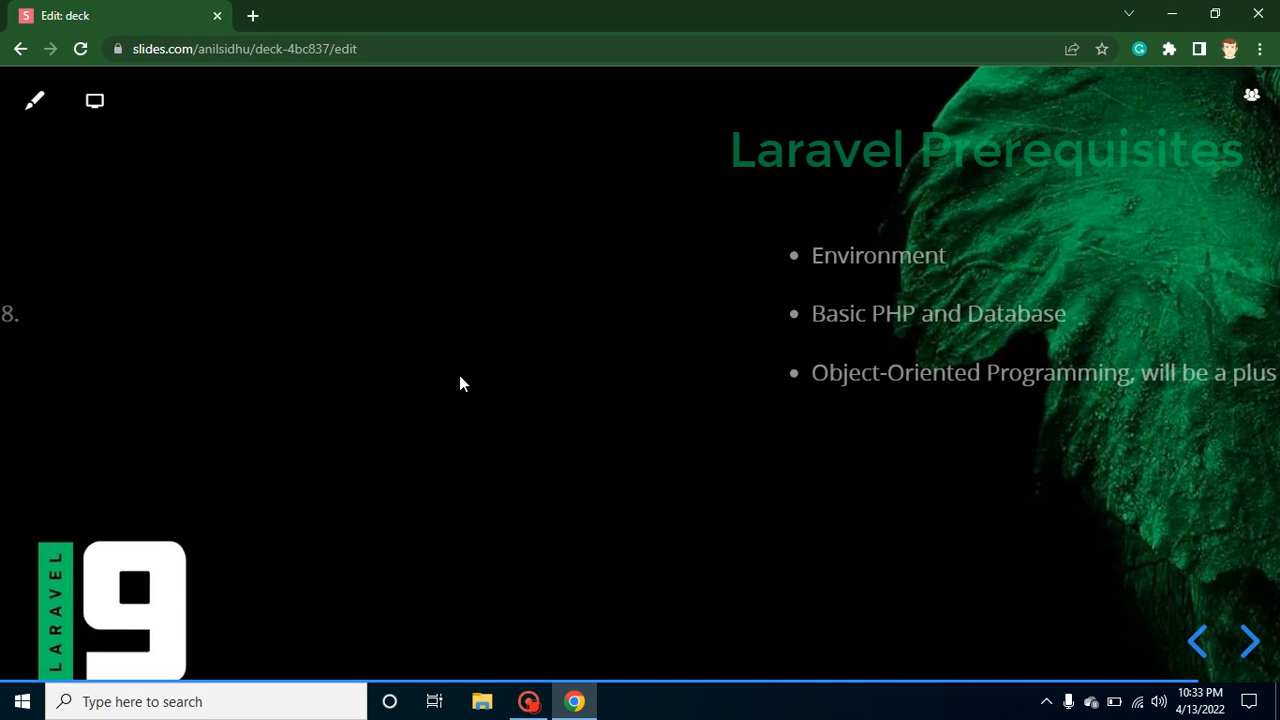 Edit: deck
slides.com/anilsidhu/deck-4bc837/edit
Laravel Prerequisites
Environment
8.
Basic PHP and Database
Object-Oriented Programming, will be a plus
LARAVEL
9
Type here to search
10:33 PM
4/13/2022